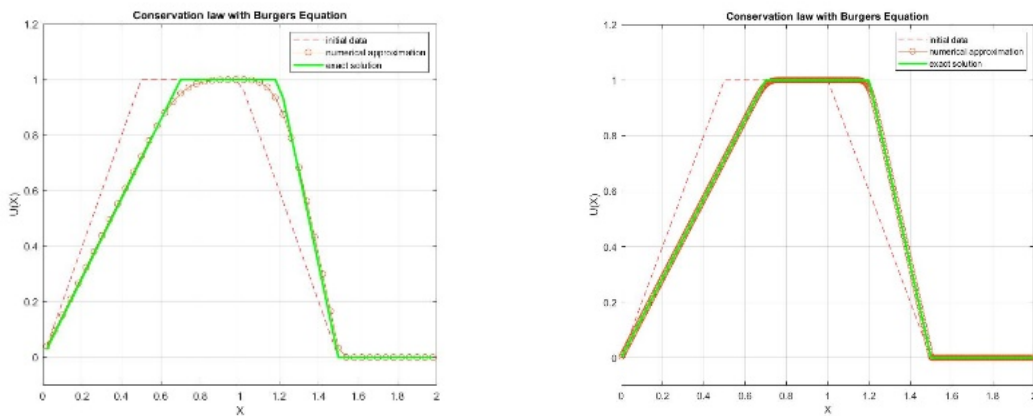 Conservation law with Burgers Equation
1.2
initial data
numerical approximation
exact solution
1
0.8
0.6
0.4
0.2
0
U(X)
0 0.2 0.4 0.6 0.8 1 1.2 1.4 1.6 1.8 2
X
Conservation law with Burgers Equation
1.2
initial data
numerical approximation
exact solution
1
0.8
0.6
0.4
0.2
0
U(X)
0 0.2 0.4 0.6 0.8 1 1.2 1.4 1.6 1.8 2
X